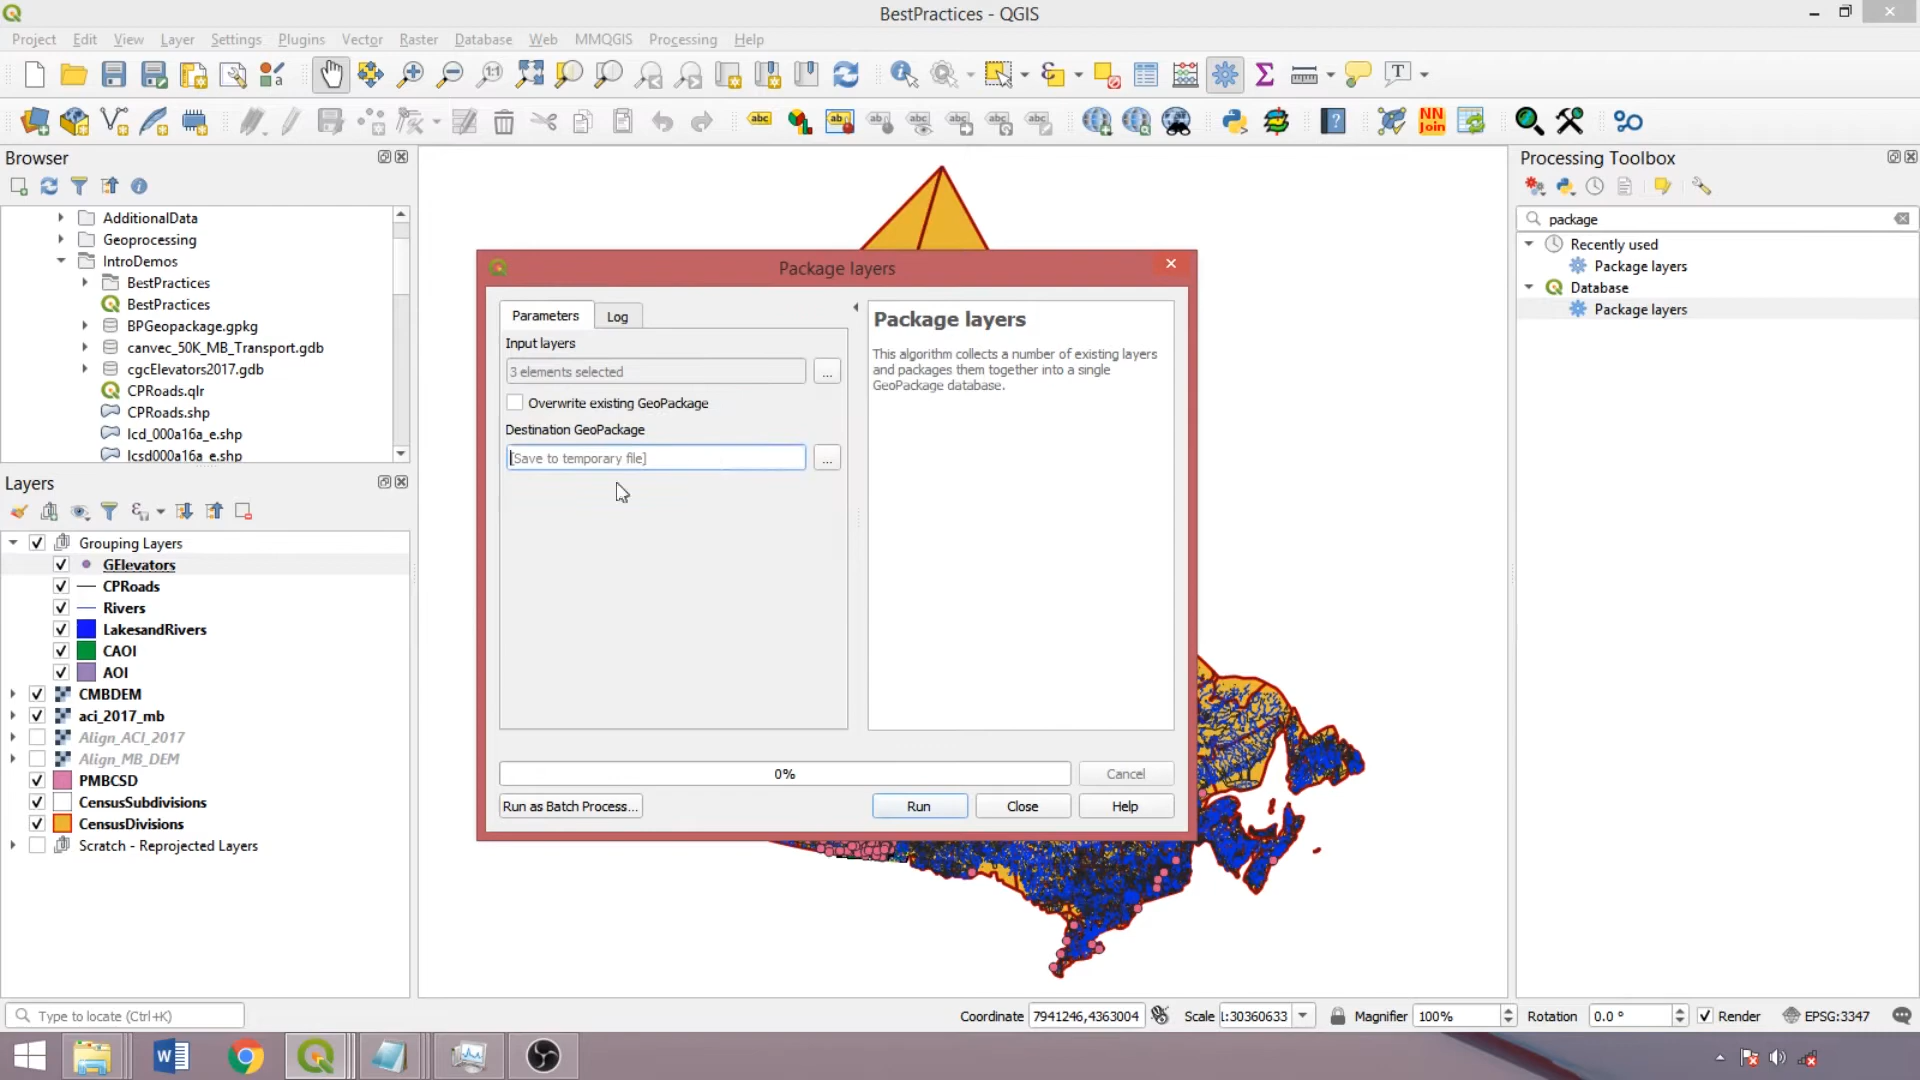 BestPractices - QGIS
Project Edit View Layer Settings Plugins Vector Raster Database Web MMQGIS Processing Help
NN Join
Browser
AdditionalData
Geoprocessing
IntroDemos
BestPractices
BestPractices
BPGeopackage.gpkg
canvec_50K_MB_Transport.gdb
cgcElevators2017.gdb
CPRoads.qlr
CPRoads.shp
lcd_000a16a_e.shp
lcsd000a16a_e.shp
Layers
Grouping Layers
GElevators
CPRoads
Rivers
LakesandRivers
CAOI
AOI
CMBDEM
aci_2017_mb
Align_ACI_2017
Align_MB_DEM
PMBCSD
CensusSubdivisions
CensusDivisions
Scratch - Reprojected Layers
Package layers
Parameters Log
Input layers
3 elements selected ...
Overwrite existing GeoPackage
Destination GeoPackage
[Save to temporary file] ...
Package layers
This algorithm collects a number of existing layers
and packages them together into a single
GeoPackage database.
0% Cancel
Run as Batch Process... Run Close Help
Processing Toolbox
package
Recently used
Package layers
Database
Package layers
Type to locate (Ctrl+K) Coordinate 7941246,4363004 Scale 1:30360633 Magnifier 100% Rotation 0.0 ° Render EPSG:3347